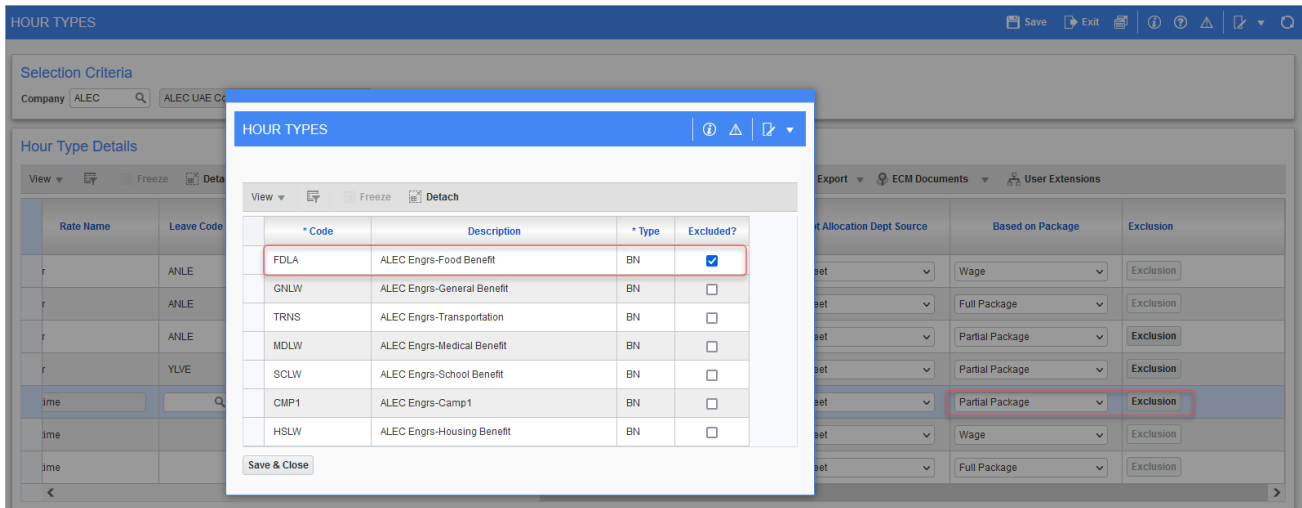 HOUR TYPES
Save Exit
Selection Criteria
Company ALEC ALEC UAE Co
Hour Type Details
View Freeze Deta
Export ECM Documents User Extensions
Rate Name Leave Code
Allocation Dept Source Based on Package Exclusion
r ANLE Wage Exclusion
r ANLE Full Package Exclusion
r ANLE Partial Package Exclusion
r YLVE Partial Package Exclusion
time Partial Package Exclusion
time Wage Exclusion
time Full Package Exclusion
HOUR TYPES
View Freeze Detach
* Code Description * Type Excluded?
FDLA ALEC Engrs-Food Benefit BN
GNLW ALEC Engrs-General Benefit BN
TRNS ALEC Engrs-Transportation BN
MDLW ALEC Engrs-Medical Benefit BN
SCLW ALEC Engrs-School Benefit BN
CMP1 ALEC Engrs-Camp1 BN
HSLW ALEC Engrs-Housing Benefit BN
Save & Close